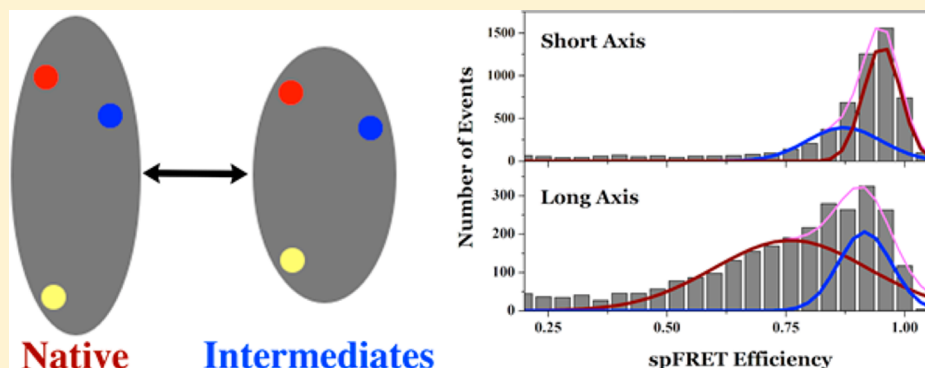 Native
Intermediates
Number of Events
Short Axis
1500
1000
500
0
Long Axis
300
200
100
0
0.25
0.50
0.75
1.00
spFRET Efficiency